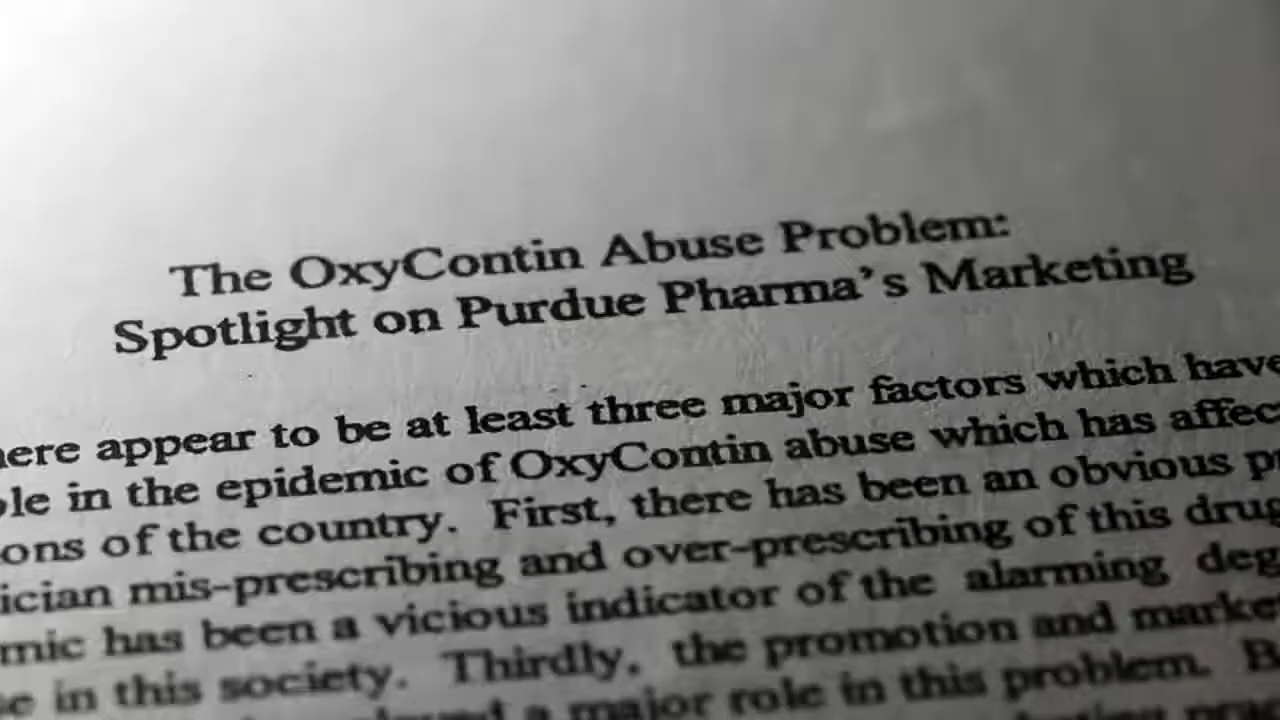 The OxyContin Abuse Problem:
Spotlight on Purdue Pharma's Marketing
here appear to be at least three major factors which have
ole in the epidemic of OxyContin abuse which has affec
ons of the country. First, there has been an obvious p
ician mis-prescribing and over-prescribing of this drug
mic has been a vicious indicator of the alarming deg
e in this society. Thirdly, the promotion and marke
a major role in this problem. B